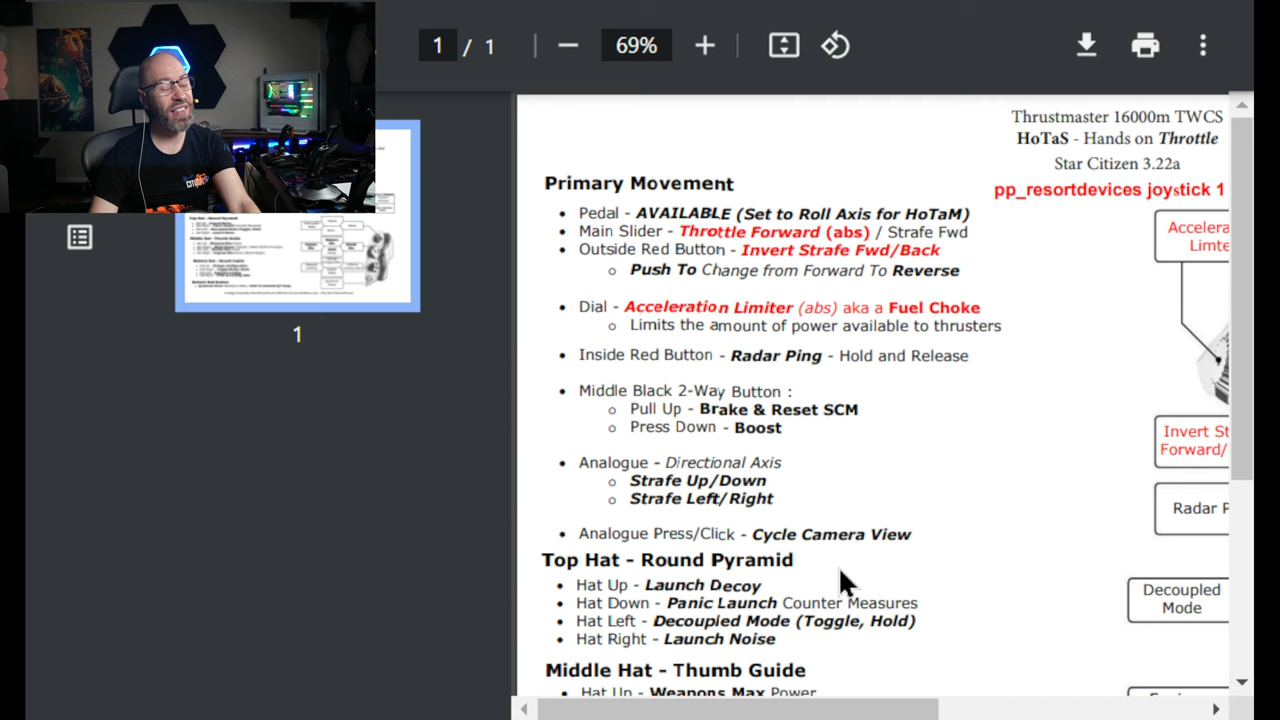 1 / 1
69%
1
Thrustmaster 16000m TWCS
HoTaS - Hands on Throttle
Star Citizen 3.22a
pp_resortdevices joystick 1
Primary Movement
• Pedal - AVAILABLE (Set to Roll Axis for HoTaM)
• Main Slider - Throttle Forward (abs) / Strafe Fwd
• Outside Red Button - Invert Strafe Fwd/Back
o Push To Change from Forward To Reverse
• Dial - Acceleration Limiter (abs) aka a Fuel Choke
o Limits the amount of power available to thrusters
• Inside Red Button - Radar Ping - Hold and Release
• Middle Black 2-Way Button :
o Pull Up - Brake & Reset SCM
o Press Down - Boost
• Analogue - Directional Axis
o Strafe Up/Down
o Strafe Left/Right
• Analogue Press/Click - Cycle Camera View
Top Hat - Round Pyramid
• Hat Up - Launch Decoy
• Hat Down - Panic Launch Counter Measures
• Hat Left - Decoupled Mode (Toggle, Hold)
• Hat Right - Launch Noise
Middle Hat - Thumb Guide
• Hat Up - Weapons Max Power
Accelera
Limte
Invert St
Forward/
Radar P
Decoupled
Mode